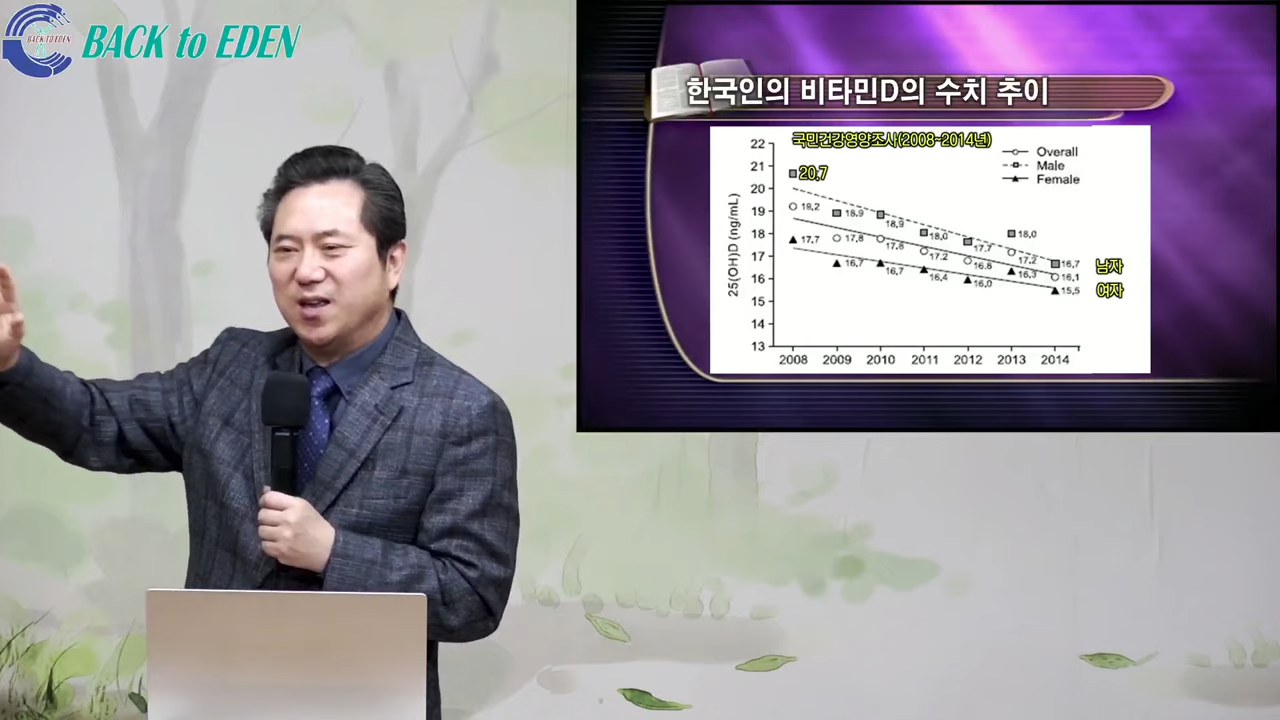 BACK TO EDEN
BACK to EDEN
한국인의 비타민D의 수치 추이
국민건강영양조사(2008~2014년)
Overall
Male
Female
25(OH)D (ng/mL)
22
21
20
19
18
17
16
15
14
13
20.7
19.2
17.7
18.9
17.8
16.7
18.9
17.8
16.7
18.0
17.2
16.4
17.7
16.8
16.0
18.0
17.2
16.3
16.7
16.1
15.5
남자
여자
2008 2009 2010 2011 2012 2013 2014